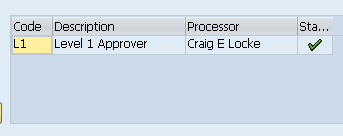 Code Description Processor Sta...
L1 Level 1 Approver Craig E Locke